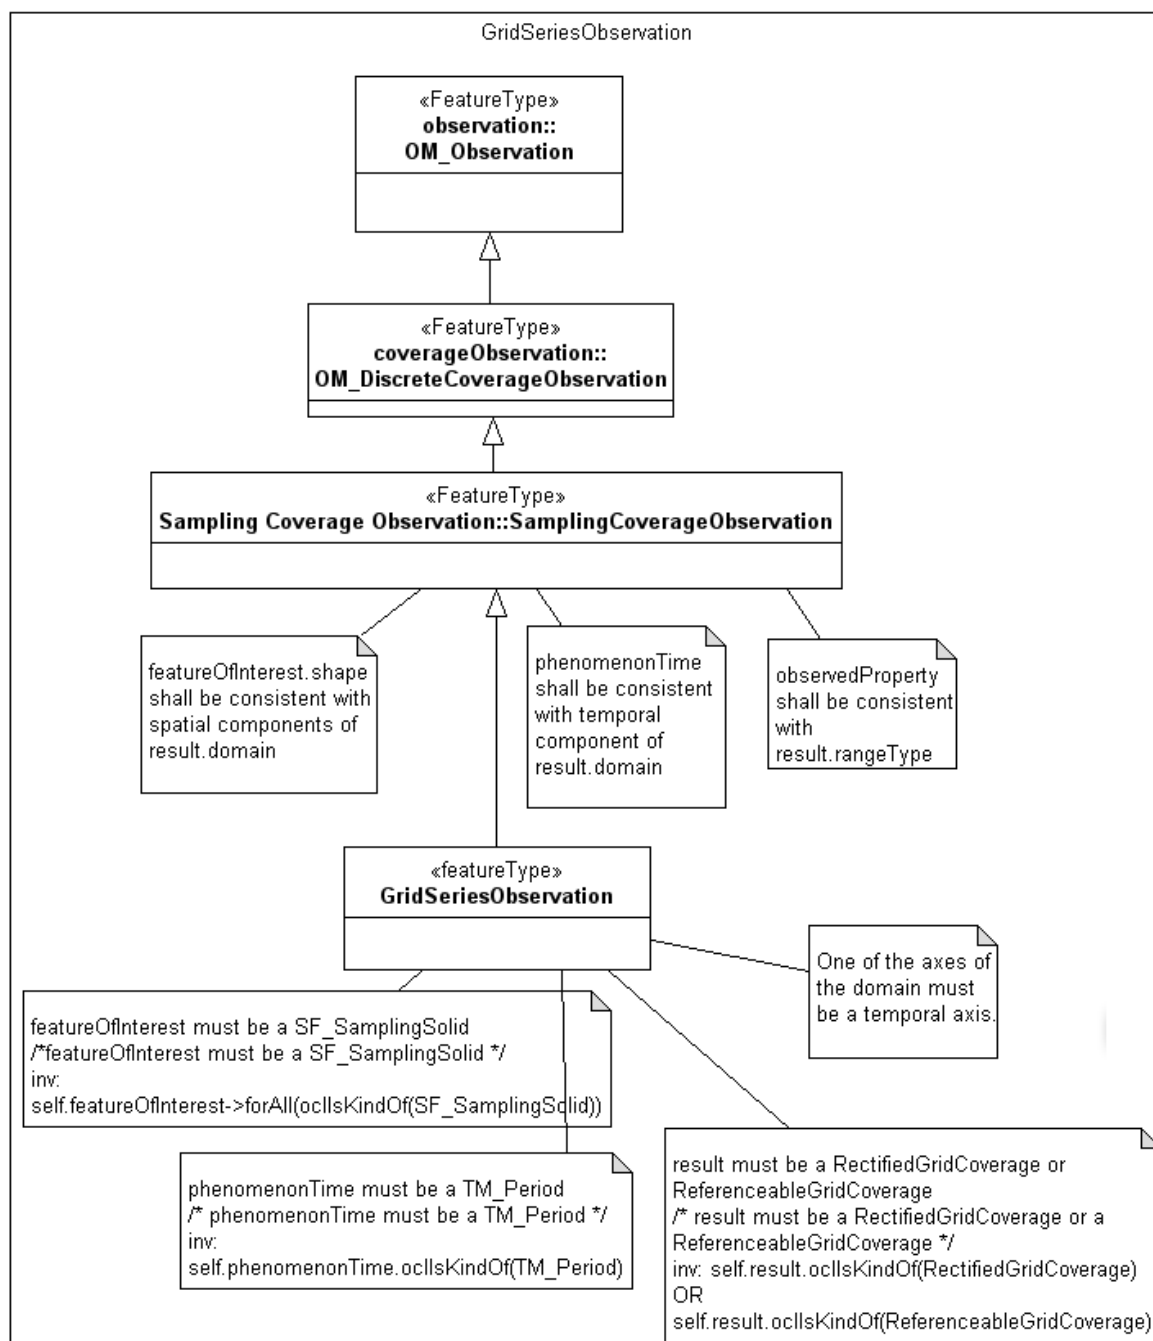 GridSeriesObservation
«FeatureType»
observation::
OM_Observation
«FeatureType»
coverageObservation::
OM_DiscreteCoverageObservation
«FeatureType»
Sampling Coverage Observation::SamplingCoverageObservation
featureOfInterest.shape
shall be consistent with
spatial components of
result.domain
phenomenonTime
shall be consistent
with temporal
component of
result.domain
observedProperty
shall be consistent
with
result.rangeType
«featureType»
GridSeriesObservation
One of the axes of
the domain must
be a temporal axis.
featureOfInterest must be a SF_SamplingSolid
/*featureOfInterest must be a SF_SamplingSolid */
inv:
self.featureOfInterest->forAll(oclIsKindOf(SF_SamplingSolid))
phenomenonTime must be a TM_Period
/* phenomenonTime must be a TM_Period */
inv:
self.phenomenonTime.oclIsKindOf(TM_Period)
result must be a RectifiedGridCoverage or
ReferenceableGridCoverage
/* result must be a RectifiedGridCoverage or a
ReferenceableGridCoverage */
inv: self.result.oclIsKindOf(RectifiedGridCoverage)
OR
self.result.oclIsKindOf(ReferenceableGridCoverage)